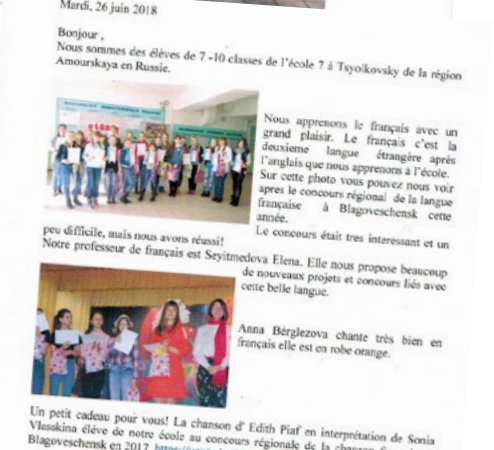 Mardi, 26 juin 2018
Bonjour ,
Nous sommes des élèves de 7 -10 classes de l'école 7 à Tsyolkovsky de la région
Amourskaya en Russie.
Nous apprenons le français avec un
grand plaisir. Le français c'est la
deuxieme langue étrangère après
l'anglais que nous apprenons à l'école.
Sur cette photo vous pouvez nous voir
apres le concours régional de la langue
française à Blagoveschensk cette
année.
Le concours était tres interessant et un
peu difficile, mais nous avons réussi!
Notre professeur de français est Seyitmedova Elena. Elle nous propose beaucoup
de nouveaux projets et concours liés avec
cette belle langue.
Anna Bérglezova chante très bien en
français elle est en robe orange.
Un petit cadeau pour vous! La chanson d' Edith Piaf en interprétation de Sonia
Vlasakina élève de notre école au concours régionale de la chanson
Blagoveschensk en 2017